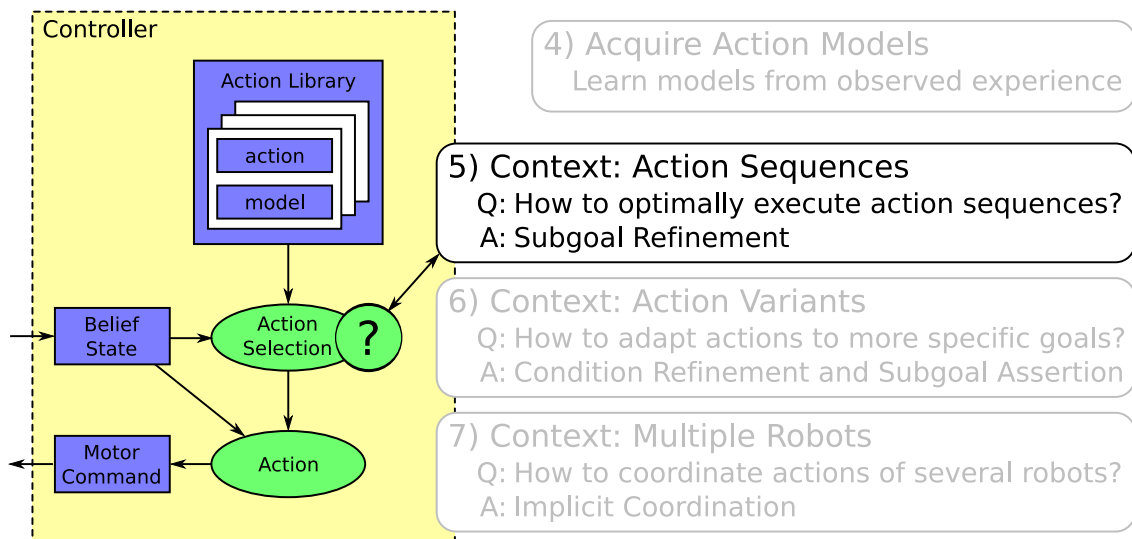 Controller
Action Library
action
model
Belief
State
Action
Selection
?
Motor
Command
Action
4) Acquire Action Models
Learn models from observed experience
5) Context: Action Sequences
Q: How to optimally execute action sequences?
A: Subgoal Refinement
6) Context: Action Variants
Q: How to adapt actions to more specific goals?
A: Condition Refinement and Subgoal Assertion
7) Context: Multiple Robots
Q: How to coordinate actions of several robots?
A: Implicit Coordination